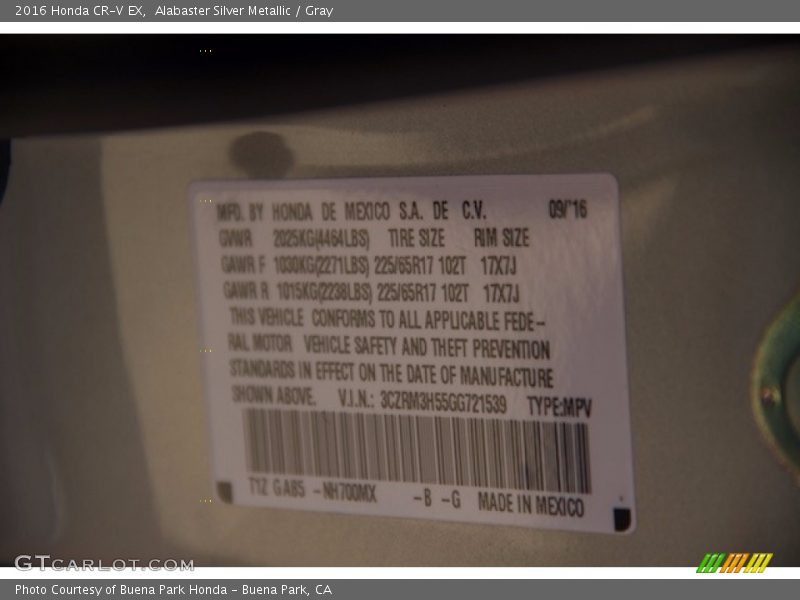 2016 Honda CR-V EX, Alabaster Silver Metallic / Gray
MFD. BY HONDA DE MEXICO S.A. DE C.V. 09/'16
GVWR 2025KG(4464LBS) TIRE SIZE RIM SIZE
GAWR F 1030KG(2271LBS) 225/65R17 102T 17X7J
GAWR R 1015KG(2238LBS) 225/65R17 102T 17X7J
THIS VEHICLE CONFORMS TO ALL APPLICABLE FEDE-
RAL MOTOR VEHICLE SAFETY AND THEFT PREVENTION
STANDARDS IN EFFECT ON THE DATE OF MANUFACTURE
SHOWN ABOVE. V.I.N.: 3CZRM3H55GG721539 TYPE:MPV
T1Z GA85 -NH700MX -B -G MADE IN MEXICO
GTCARLOT.COM
Photo Courtesy of Buena Park Honda - Buena Park, CA